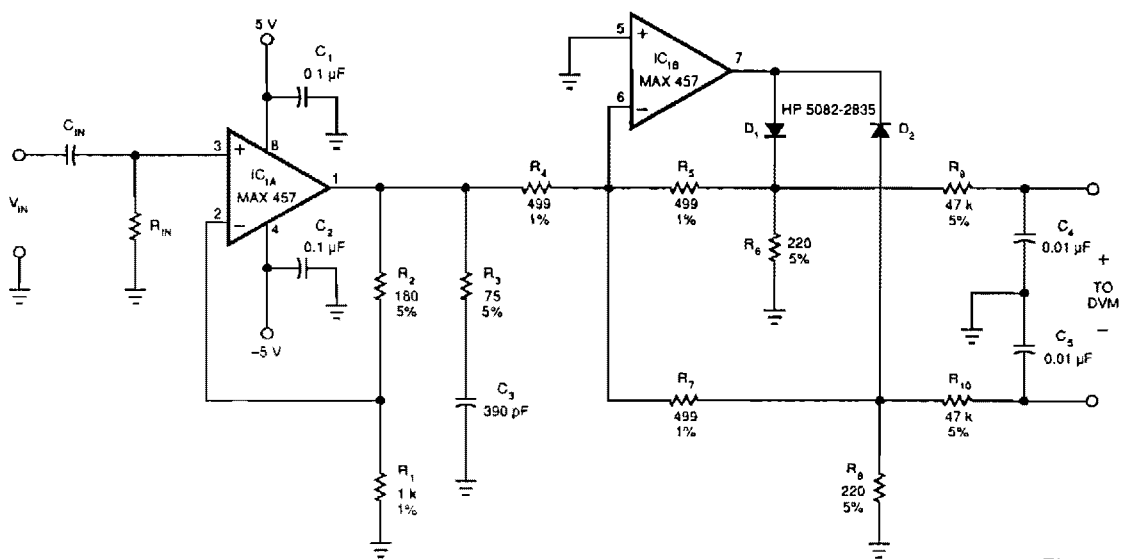 5 V
C1
0.1 µF
CIN
VIN
RIN
3
+
8
IC1A
MAX 457
1
2
−
4
C2
0.1 µF
−5 V
R2
180
5%
R3
75
5%
C3
390 pF
R1
1 k
1%
R4
499
1%
5
+
IC1B
MAX 457
7
6
−
HP 5082-2835
D1
D2
R5
499
1%
R6
220
5%
R9
47 k
5%
C4
0.01 µF
+
TO
DVM
−
C5
0.01 µF
R7
499
1%
R10
47 k
5%
R8
220
5%